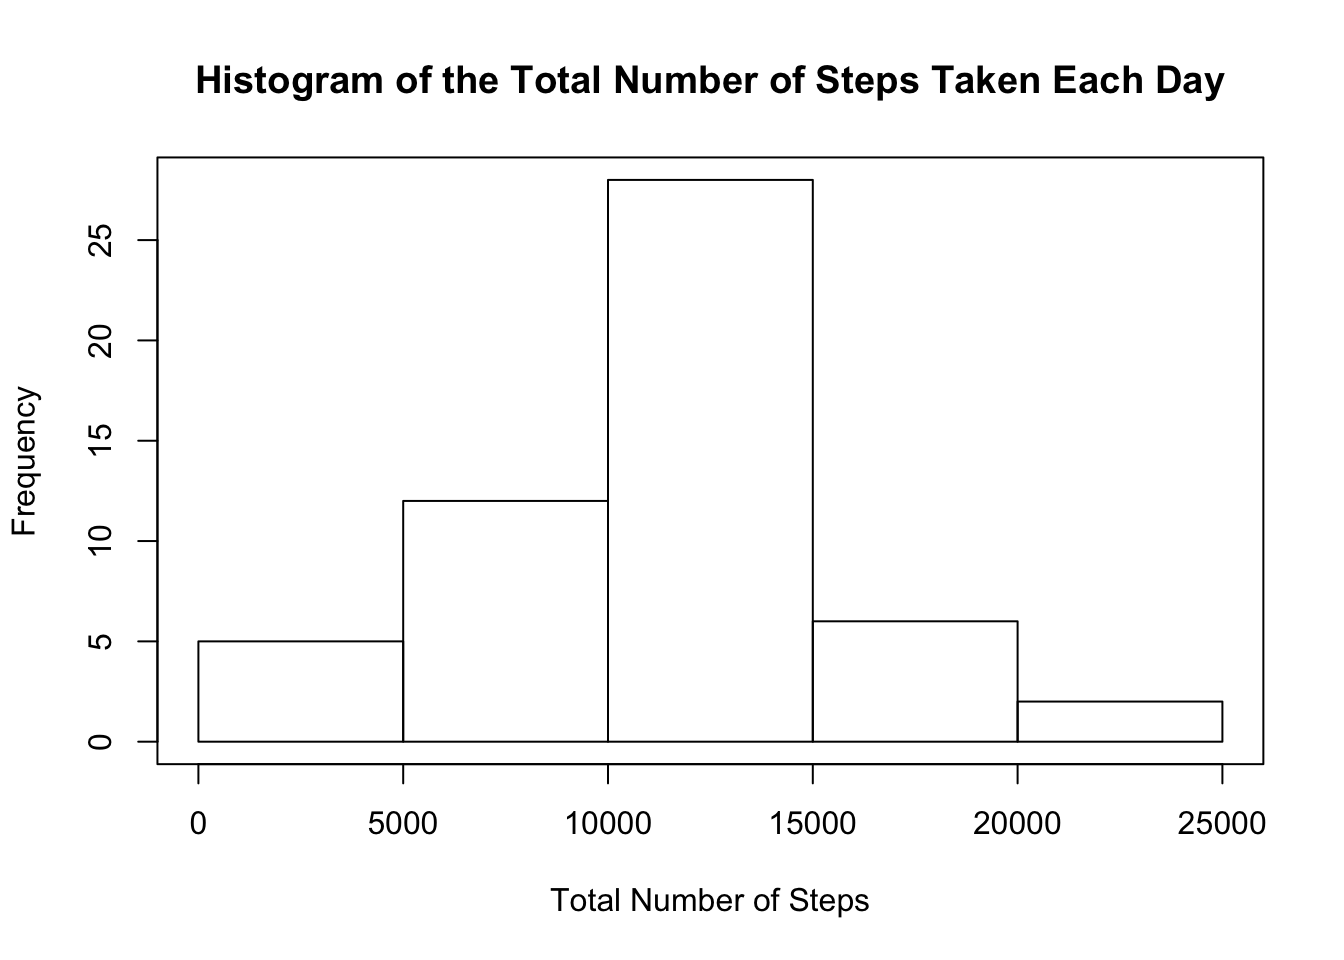 Histogram of the Total Number of Steps Taken Each Day
Frequency
25
20
15
10
5
0
0 5000 10000 15000 20000 25000
Total Number of Steps